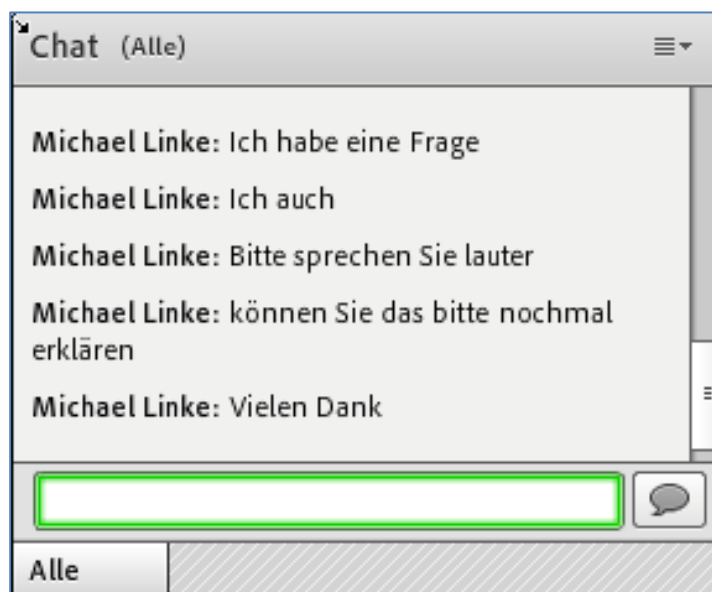 Chat (Alle)
Michael Linke: Ich habe eine Frage
Michael Linke: Ich auch
Michael Linke: Bitte sprechen Sie lauter
Michael Linke: können Sie das bitte nochmal
erklären
Michael Linke: Vielen Dank
Alle